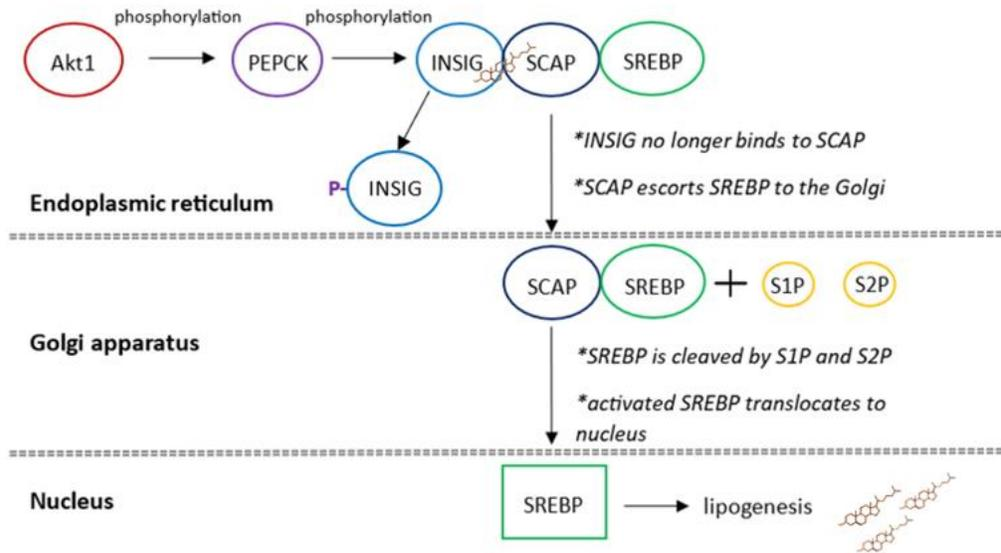 phosphorylation
phosphorylation
Akt1
PEPCK
INSIG
SCAP
SREBP
*INSIG no longer binds to SCAP
P-
INSIG
*SCAP escorts SREBP to the Golgi
Endoplasmic reticulum
SCAP
SREBP
+
S1P
S2P
Golgi apparatus
*SREBP is cleaved by S1P and S2P
*activated SREBP translocates to
nucleus
Nucleus
SREBP
lipogenesis